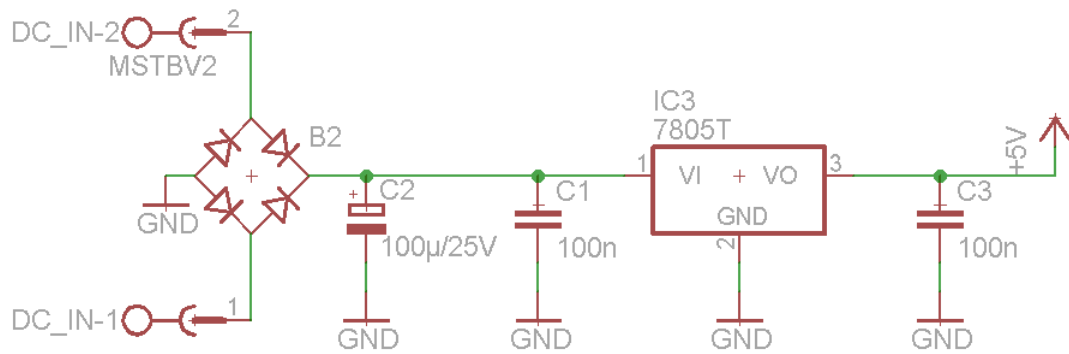 DC_IN-2
2
MSTBV2
B2
GND
DC_IN-1
1
C2
100µ/25V
GND
C1
100n
GND
IC3
7805T
1
VI
VO
3
GND
2
GND
+5V
C3
100n
GND